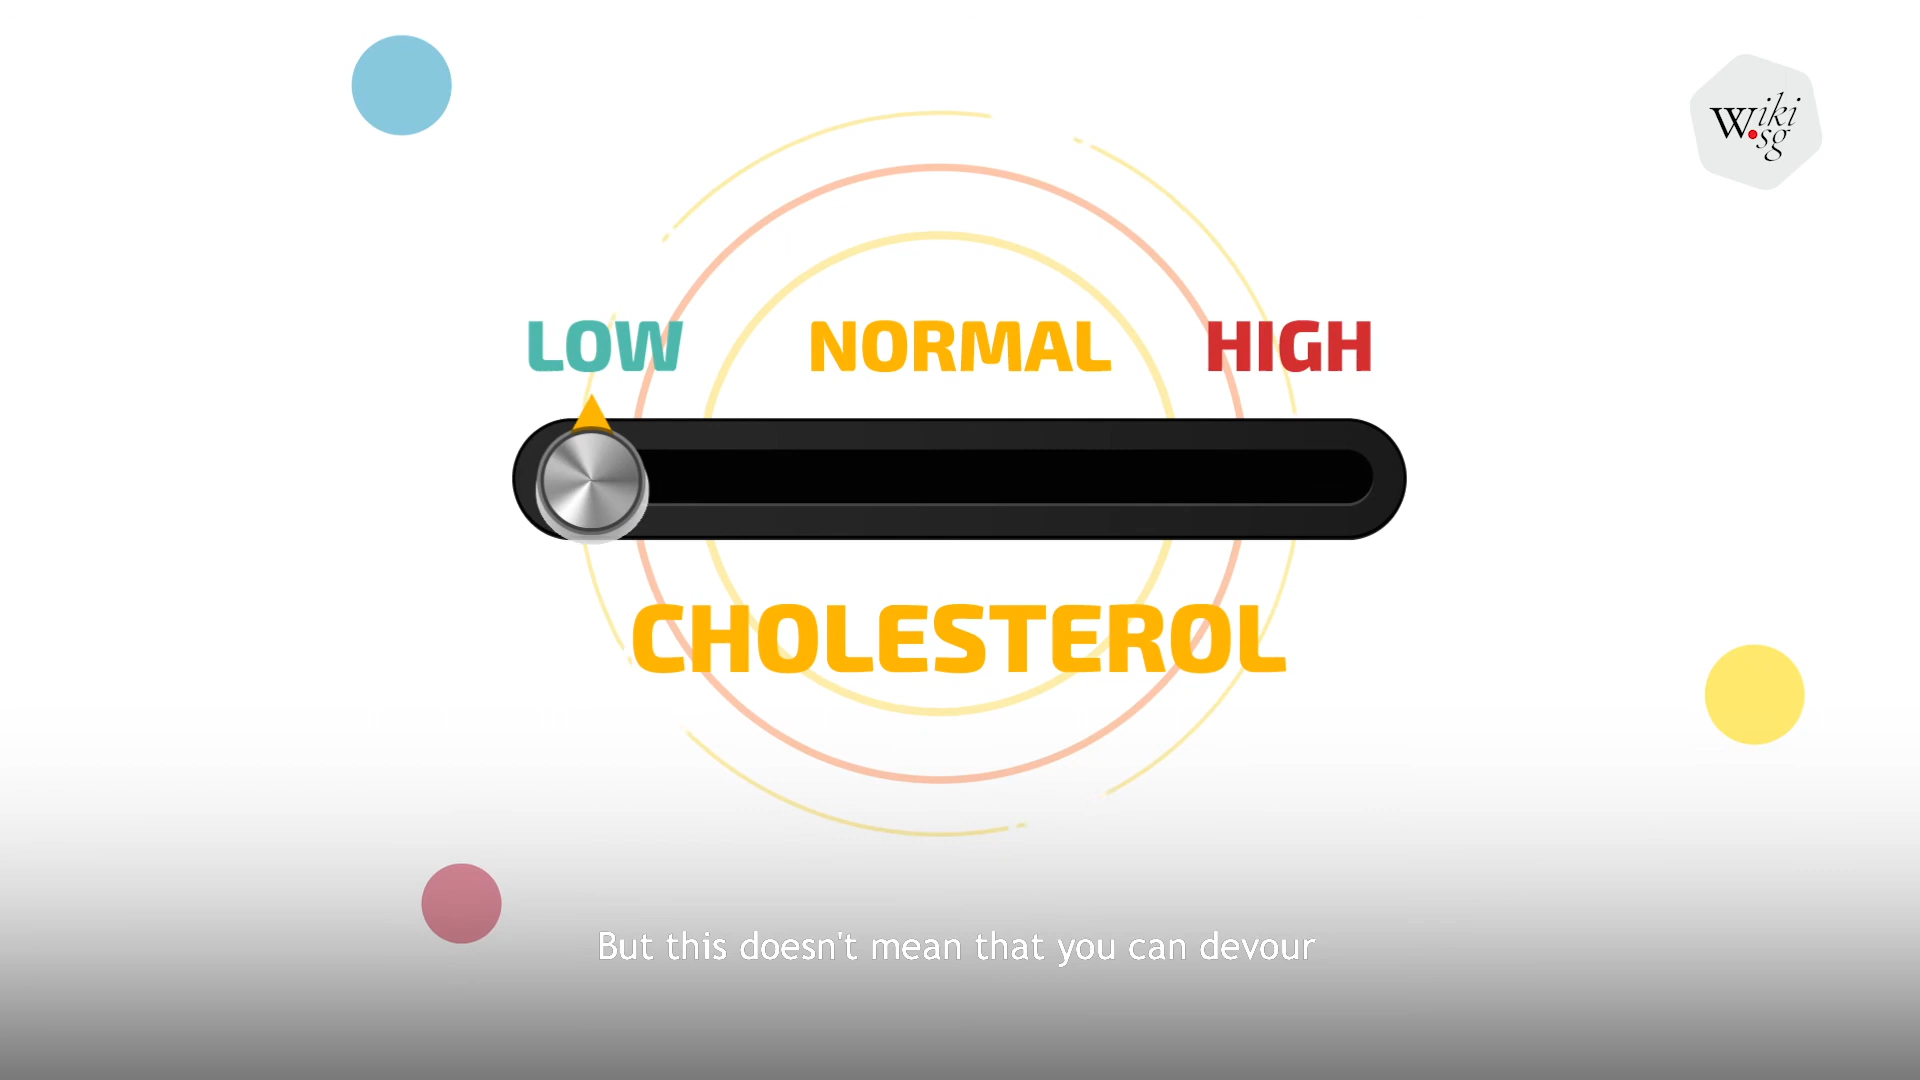 Wiki
.sg
LOW NORMAL HIGH
CHOLESTEROL
But this doesn't mean that you can devour